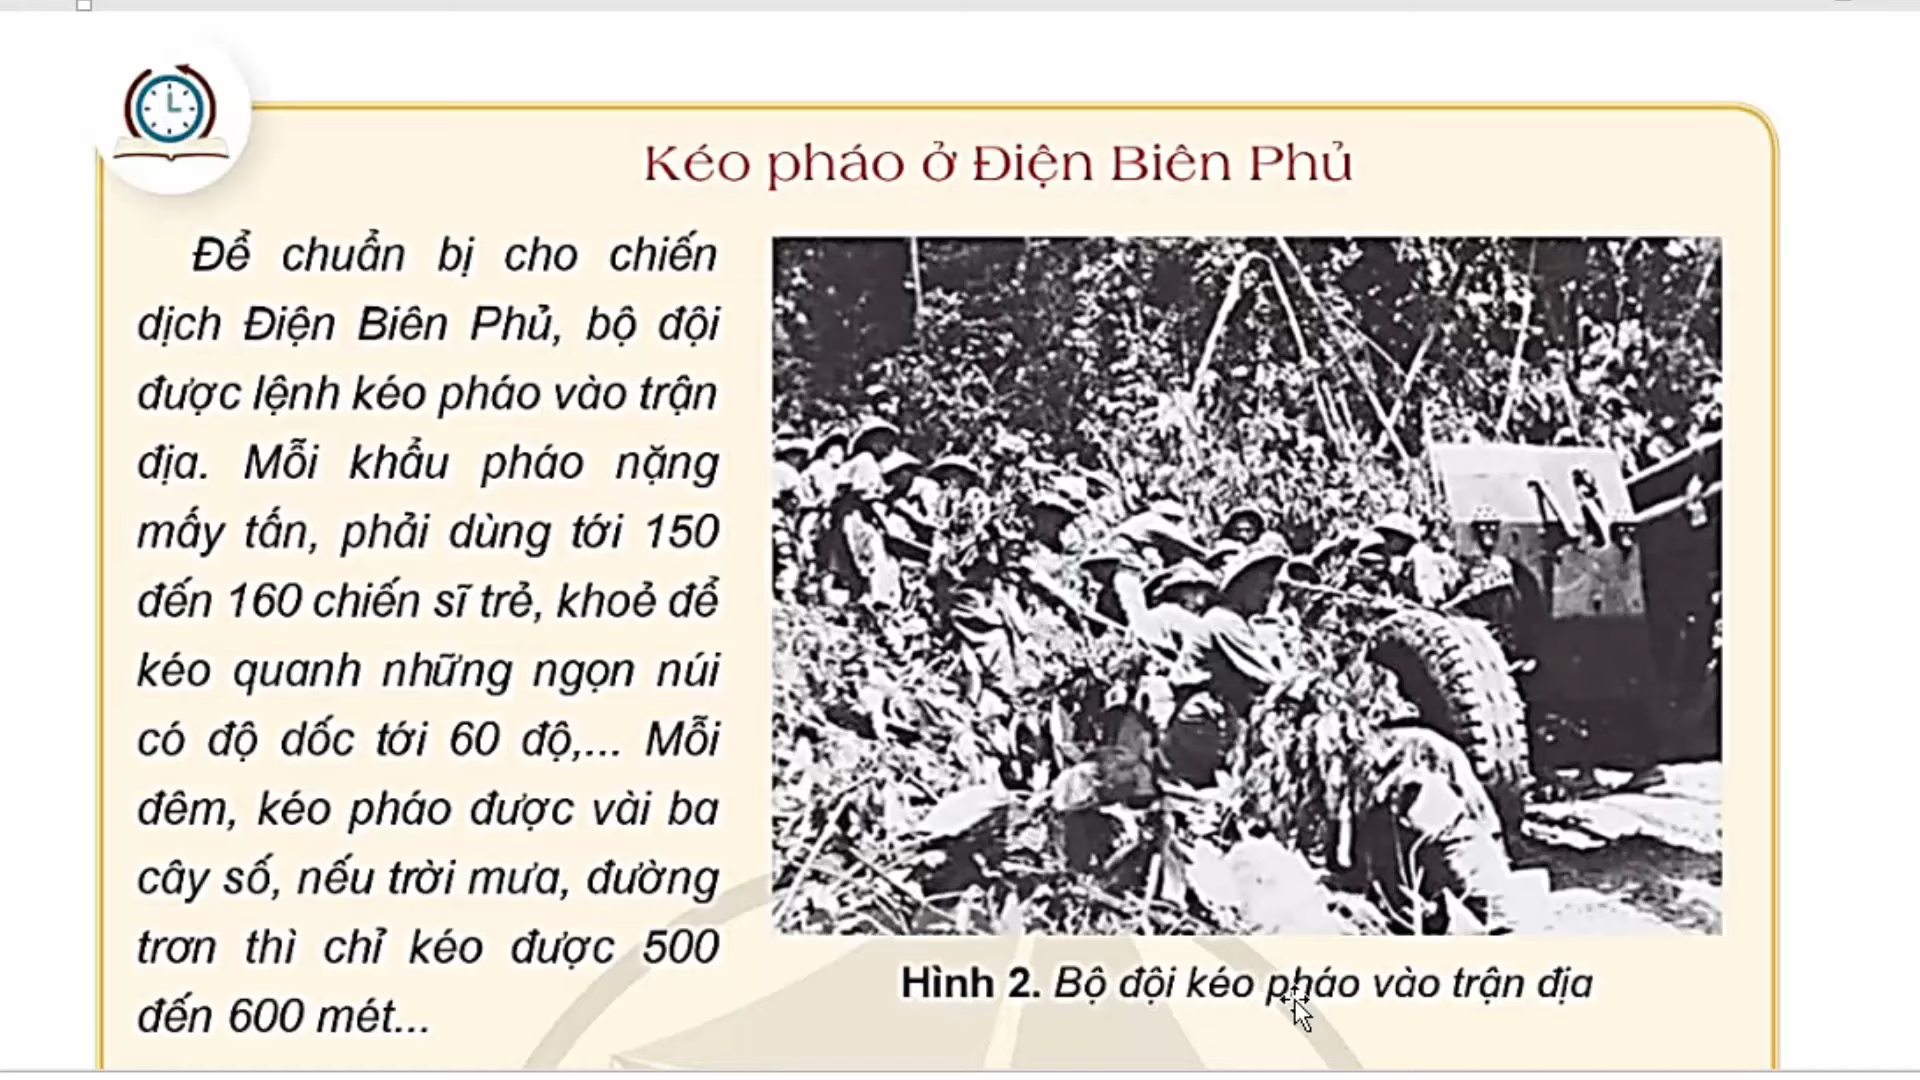 Kéo pháo ở Điện Biên Phủ
Để chuẩn bị cho chiến
dịch Điện Biên Phủ, bộ đội
được lệnh kéo pháo vào trận
địa. Mỗi khẩu pháo nặng
mấy tấn, phải dùng tới 150
đến 160 chiến sĩ trẻ, khoẻ để
kéo quanh những ngọn núi
có độ dốc tới 60 độ,... Mỗi
đêm, kéo pháo được vài ba
cây số, nếu trời mưa, đường
trơn thì chỉ kéo được 500
đến 600 mét...
Hình 2. Bộ đội kéo pháo vào trận địa